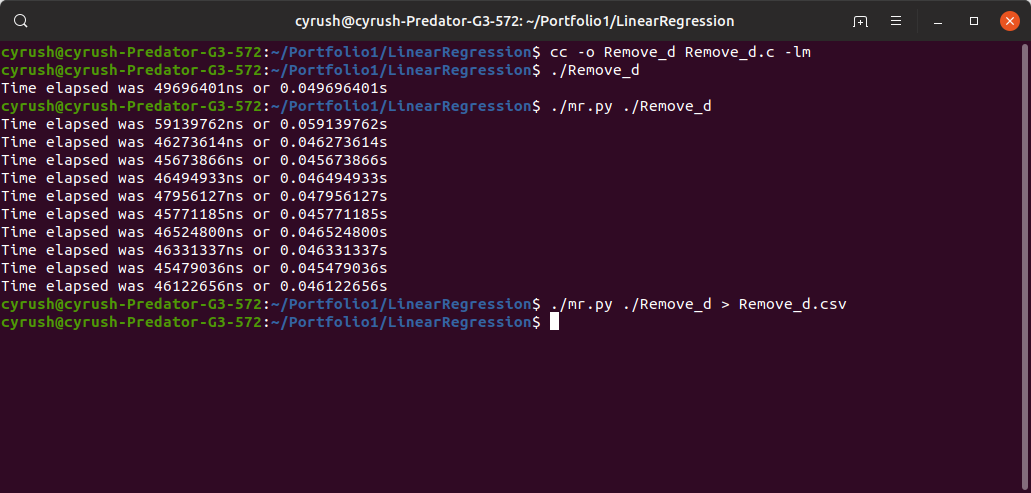 cyrush@cyrush-Predator-G3-572: ~/Portfolio1/LinearRegression
cyrush@cyrush-Predator-G3-572:~/Portfolio1/LinearRegression$ cc -o Remove_d Remove_d.c -lm
cyrush@cyrush-Predator-G3-572:~/Portfolio1/LinearRegression$ ./Remove_d
Time elapsed was 49696401ns or 0.049696401s
cyrush@cyrush-Predator-G3-572:~/Portfolio1/LinearRegression$ ./mr.py ./Remove_d
Time elapsed was 59139762ns or 0.059139762s
Time elapsed was 46273614ns or 0.046273614s
Time elapsed was 45673866ns or 0.045673866s
Time elapsed was 46494933ns or 0.046494933s
Time elapsed was 47956127ns or 0.047956127s
Time elapsed was 45771185ns or 0.045771185s
Time elapsed was 46524800ns or 0.046524800s
Time elapsed was 46331337ns or 0.046331337s
Time elapsed was 45479036ns or 0.045479036s
Time elapsed was 46122656ns or 0.046122656s
cyrush@cyrush-Predator-G3-572:~/Portfolio1/LinearRegression$ ./mr.py ./Remove_d > Remove_d.csv
cyrush@cyrush-Predator-G3-572:~/Portfolio1/LinearRegression$